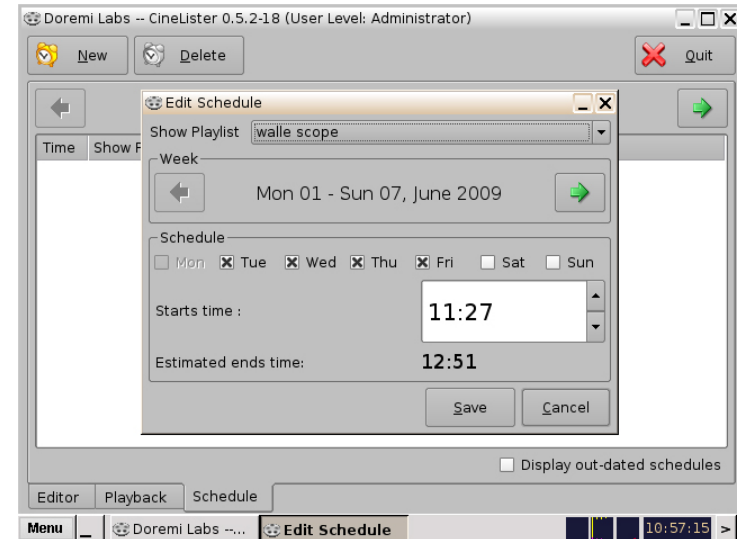 Doremi Labs -- CineLister 0.5.2-18 (User Level: Administrator)
New Delete Quit
Edit Schedule
Show Playlist walle scope
Time Show F
Week
Mon 01 - Sun 07, June 2009
Schedule
Mon Tue Wed Thu Fri Sat Sun
Starts time : 11:27
Estimated ends time: 12:51
Save Cancel
Display out-dated schedules
Editor Playback Schedule
Menu _ Doremi Labs --... Edit Schedule 10:57:15 >